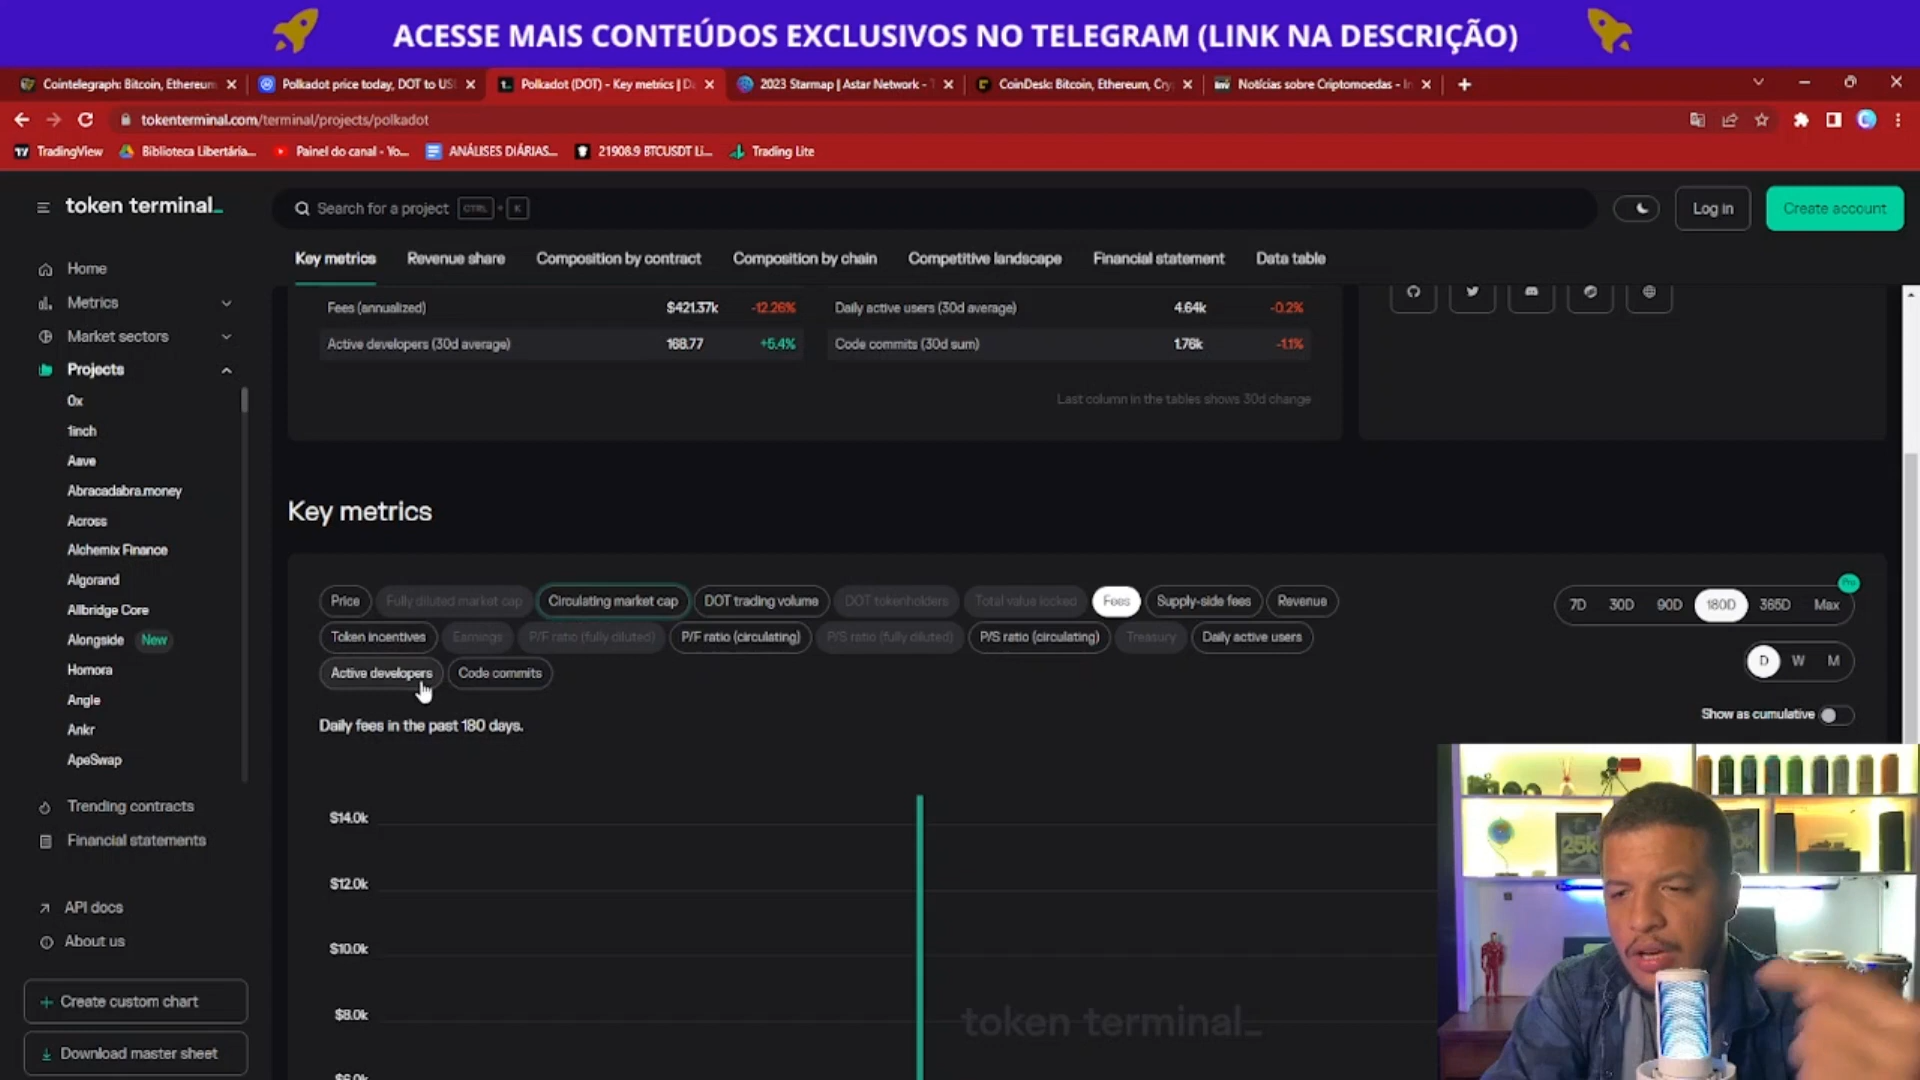 ACESSE MAIS CONTEÚDOS EXCLUSIVOS NO TELEGRAM (LINK NA DESCRIÇÃO)
Cointelegraph: Bitcoin, Ethereum
Polkadot price today, DOT to US
Polkadot (DOT) - Key metrics | D
2023 Starmap | Astar Network -
CoinDesk: Bitcoin, Ethereum, Cry
Notícias sobre Criptomoedas - In
tokenterminal.com/terminal/projects/polkadot
TradingView
Biblioteca Libertária...
Painel do canal - Yo...
ANÁLISES DIÁRIAS...
21908.9 BTCUSDT Li...
Trading Lite
token terminal_
Search for a project CTRL + K
Log in
Create account
Key metrics
Revenue share
Composition by contract
Composition by chain
Competitive landscape
Financial statement
Data table
Home
Metrics
Market sectors
Projects
0x
1inch
Aave
Abracadabra.money
Across
Alchemix Finance
Algorand
Allbridge Core
Alongside New
Homora
Angle
Ankr
ApeSwap
Trending contracts
Financial statements
API docs
About us
+ Create custom chart
Download master sheet
Fees (annualized) $421.37k -12.26%
Daily active users (30d average) 4.64k -0.2%
Active developers (30d average) 168.77 +5.4%
Code commits (30d sum) 1.76k -1.1%
Last column in the tables shows 30d change
Key metrics
Price Fully diluted market cap Circulating market cap DOT trading volume DOT tokenholders Total value locked Fees Supply-side fees Revenue
Token incentives Earnings P/F ratio (fully diluted) P/F ratio (circulating) P/S ratio (fully diluted) P/S ratio (circulating) Treasury Daily active users
Active developers Code commits
Pro
7D 30D 90D 180D 365D Max
D W M
Show as cumulative
Daily fees in the past 180 days.
$14.0k
$12.0k
$10.0k
$8.0k
$6.0k
token terminal_
25k